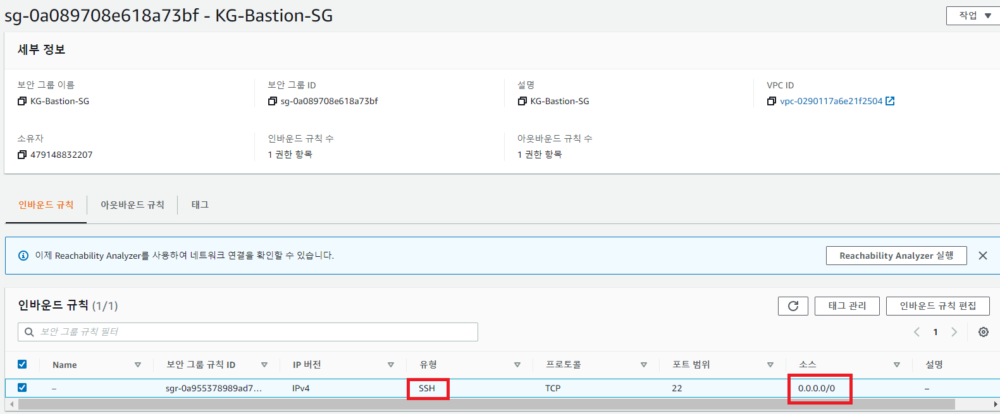 sg-0a089708e618a73bf - KG-Bastion-SG
작업
세부 정보
보안 그룹 이름
KG-Bastion-SG
보안 그룹 ID
sg-0a089708e618a73bf
설명
KG-Bastion-SG
VPC ID
vpc-0290117a6e21f2504
소유자
479148832207
인바운드 규칙 수
1 권한 항목
아웃바운드 규칙 수
1 권한 항목
인바운드 규칙 아웃바운드 규칙 태그
이제 Reachability Analyzer를 사용하여 네트워크 연결을 확인할 수 있습니다.
Reachability Analyzer 실행
인바운드 규칙 (1/1)
태그 관리 인바운드 규칙 편집
보안 그룹 규칙 필터
1
Name 보안 그룹 규칙 ID IP 버전 유형 프로토콜 포트 범위 소스 설명
– sgr-0a955378989ad7... IPv4 SSH TCP 22 0.0.0.0/0 –